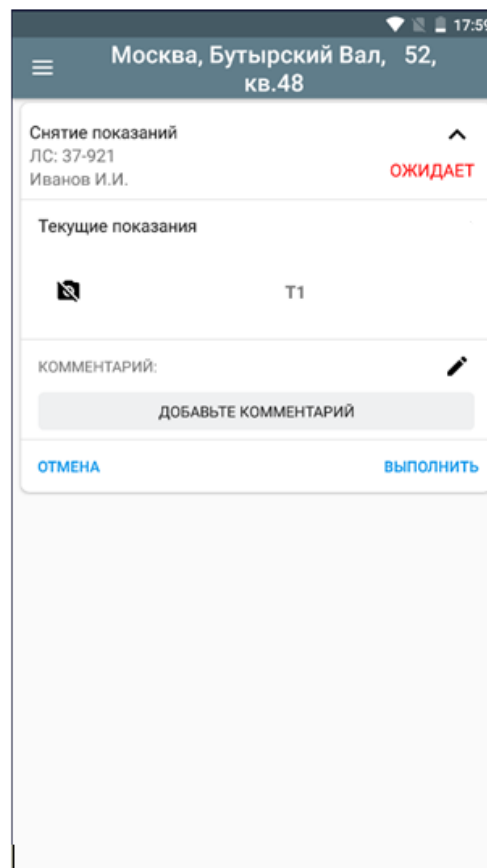 17:59
Москва, Бутырский Вал, 52,
кв.48
Снятие показаний
ЛС: 37-921
Иванов И.И.
ОЖИДАЕТ
Текущие показания
T1
КОММЕНТАРИЙ:
ДОБАВЬТЕ КОММЕНТАРИЙ
ОТМЕНА
ВЫПОЛНИТЬ